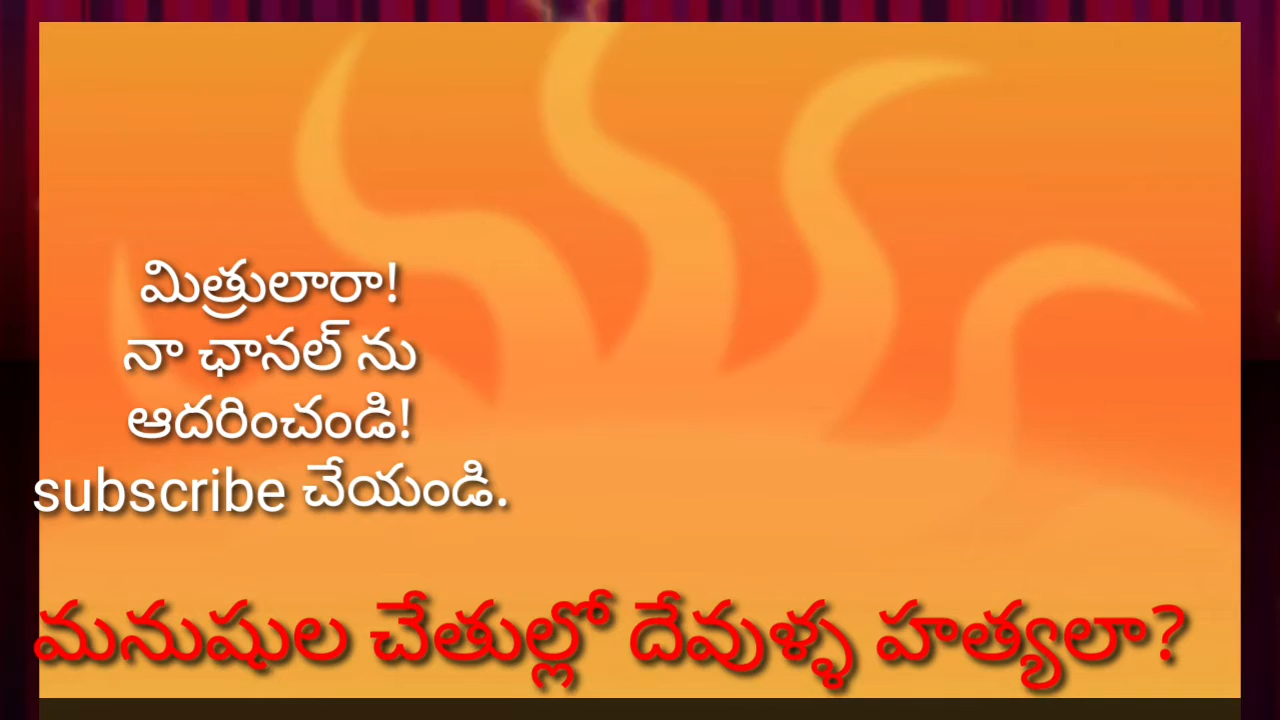 మిత్రులారా!
నా ఛానల్ ను
ఆదరించండి!
subscribe చేయండి.
మనుషుల చేతుల్లో దేవుళ్ళ హత్యలా?